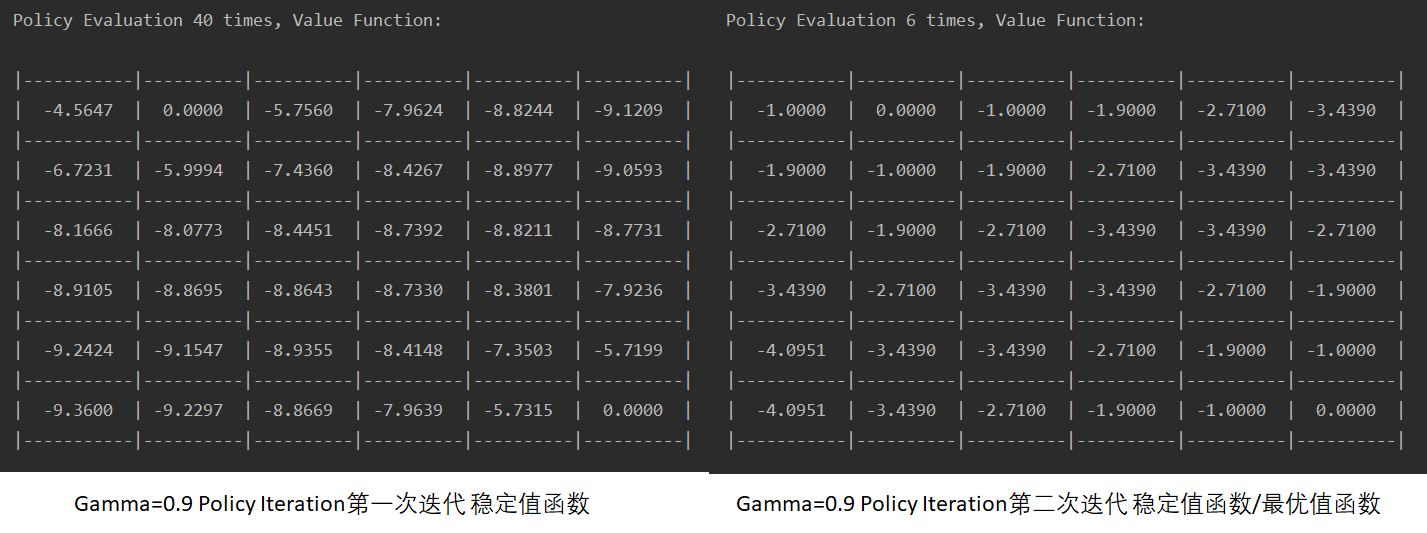 Policy Evaluation 40 times, Value Function:
|-----------|----------|----------|----------|----------|----------|
| -4.5647 | 0.0000 | -5.7560 | -7.9624 | -8.8244 | -9.1209 |
|-----------|----------|----------|----------|----------|----------|
| -6.7231 | -5.9994 | -7.4360 | -8.4267 | -8.8977 | -9.0593 |
|-----------|----------|----------|----------|----------|----------|
| -8.1666 | -8.0773 | -8.4451 | -8.7392 | -8.8211 | -8.7731 |
|-----------|----------|----------|----------|----------|----------|
| -8.9105 | -8.8695 | -8.8643 | -8.7330 | -8.3801 | -7.9236 |
|-----------|----------|----------|----------|----------|----------|
| -9.2424 | -9.1547 | -8.9355 | -8.4148 | -7.3503 | -5.7199 |
|-----------|----------|----------|----------|----------|----------|
| -9.3600 | -9.2297 | -8.8669 | -7.9639 | -5.7315 | 0.0000 |
|-----------|----------|----------|----------|----------|----------|
Gamma=0.9 Policy Iteration第一次迭代 稳定值函数
Policy Evaluation 6 times, Value Function:
|-----------|----------|----------|----------|----------|----------|
| -1.0000 | 0.0000 | -1.0000 | -1.9000 | -2.7100 | -3.4390 |
|-----------|----------|----------|----------|----------|----------|
| -1.9000 | -1.0000 | -1.9000 | -2.7100 | -3.4390 | -3.4390 |
|-----------|----------|----------|----------|----------|----------|
| -2.7100 | -1.9000 | -2.7100 | -3.4390 | -3.4390 | -2.7100 |
|-----------|----------|----------|----------|----------|----------|
| -3.4390 | -2.7100 | -3.4390 | -3.4390 | -2.7100 | -1.9000 |
|-----------|----------|----------|----------|----------|----------|
| -4.0951 | -3.4390 | -3.4390 | -2.7100 | -1.9000 | -1.0000 |
|-----------|----------|----------|----------|----------|----------|
| -4.0951 | -3.4390 | -2.7100 | -1.9000 | -1.0000 | 0.0000 |
|-----------|----------|----------|----------|----------|----------|
Gamma=0.9 Policy Iteration第二次迭代 稳定值函数/最优值函数